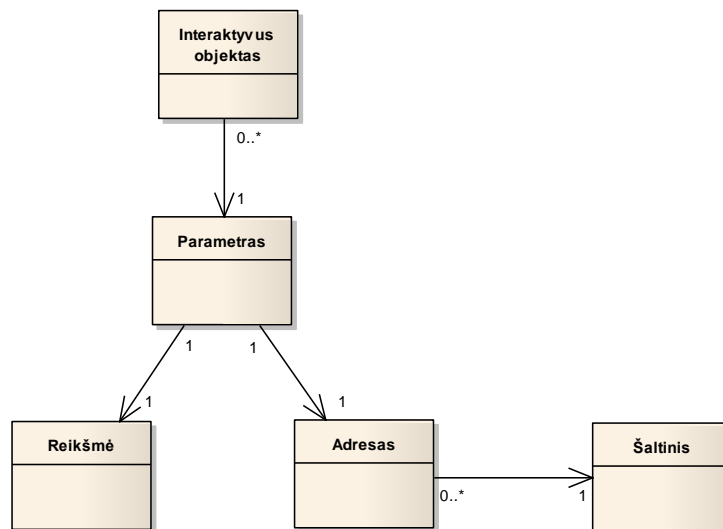 Interaktyvus
objektas
0..*
1
Parametras
1
1
1
1
Reikšmė
Adresas
Šaltinis
0..*
1